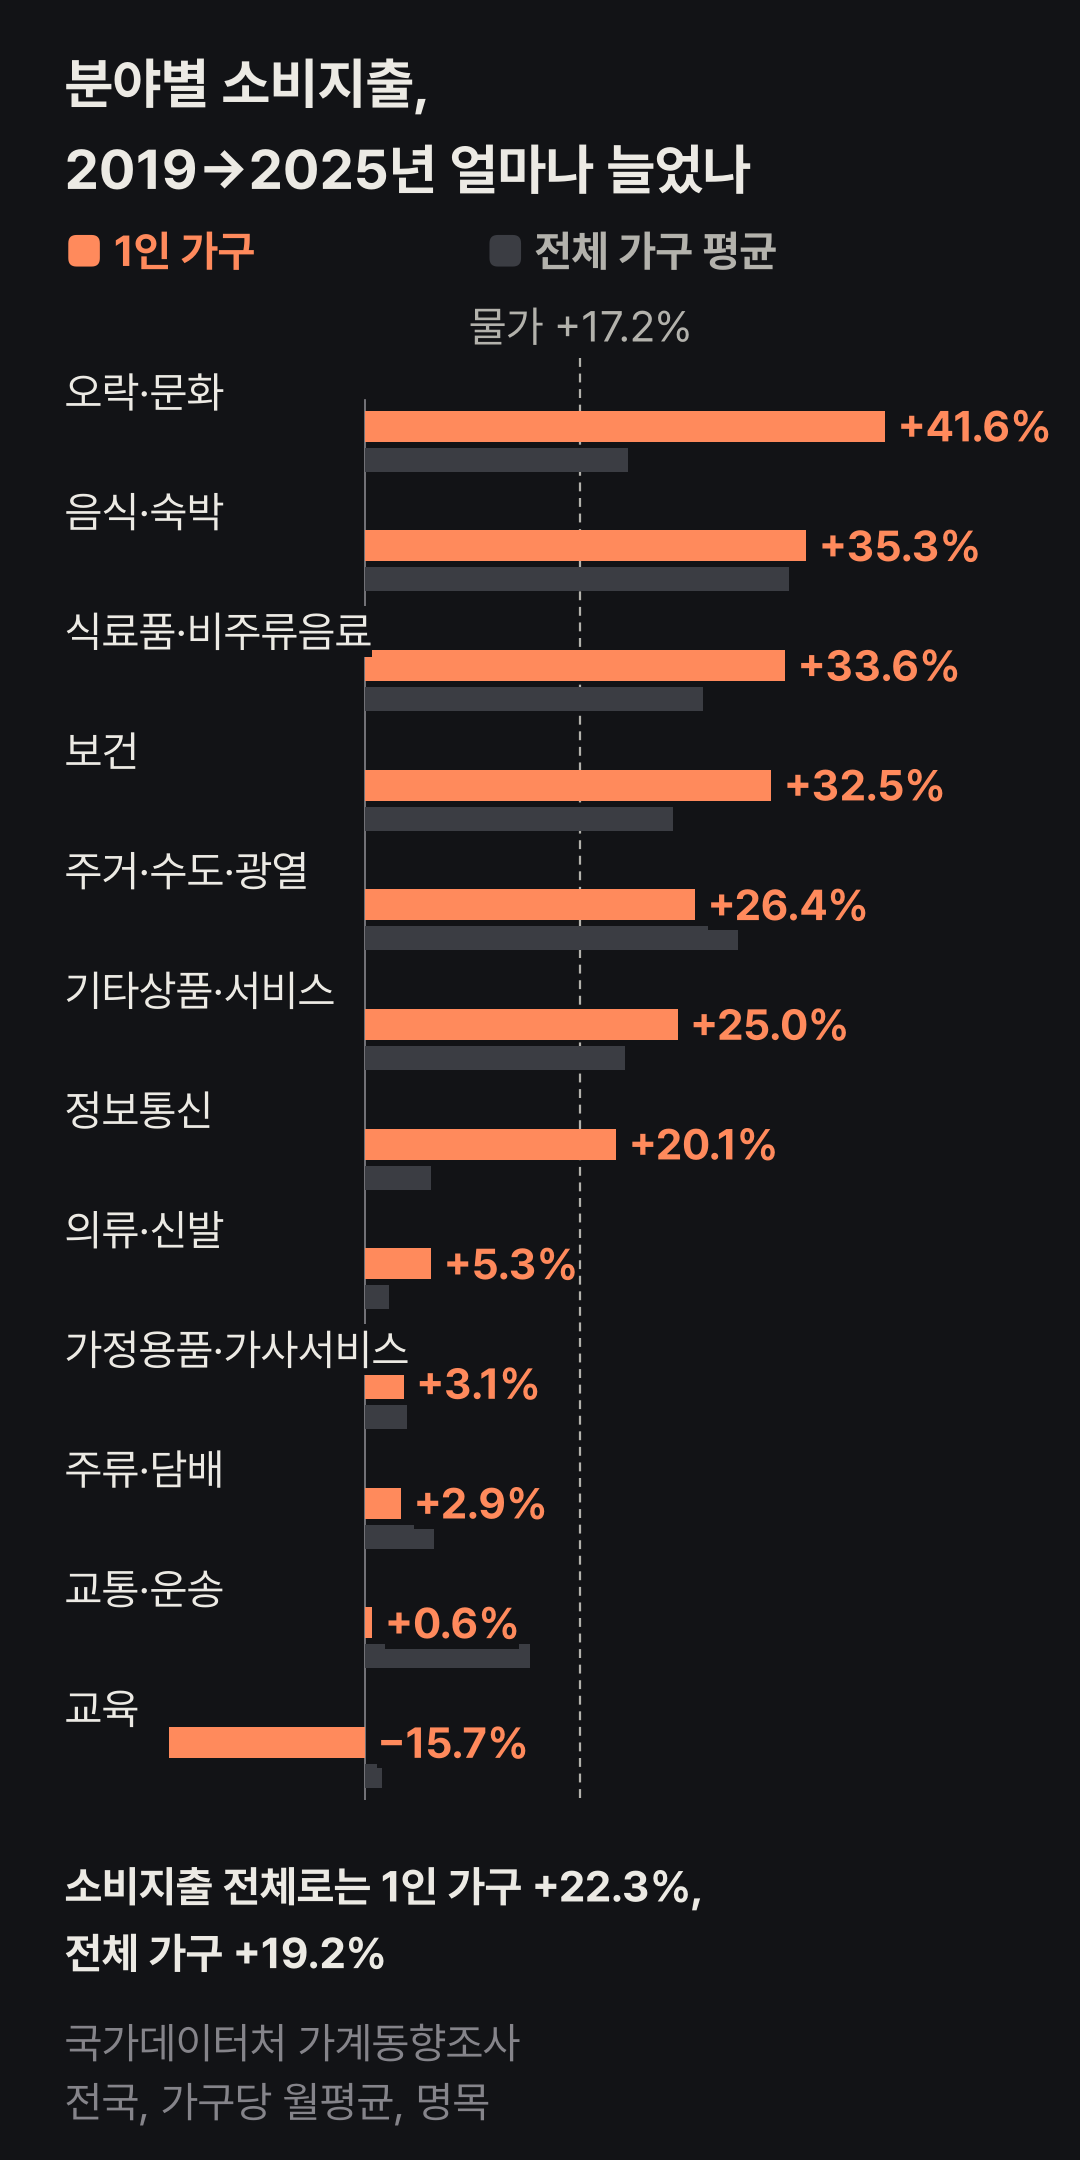 분야별 소비지출,
2019→2025년 얼마나 늘었나
1인 가구 전체 가구 평균
물가 +17.2%
오락·문화
+41.6%
음식·숙박
+35.3%
식료품·비주류음료
+33.6%
보건
+32.5%
주거·수도·광열
+26.4%
기타상품·서비스
+25.0%
정보통신
+20.1%
의류·신발
+5.3%
가정용품·가사서비스
+3.1%
주류·담배
+2.9%
교통·운송
+0.6%
교육
−15.7%
소비지출 전체로는 1인 가구 +22.3%,
전체 가구 +19.2%
국가데이터처 가계동향조사
전국, 가구당 월평균, 명목